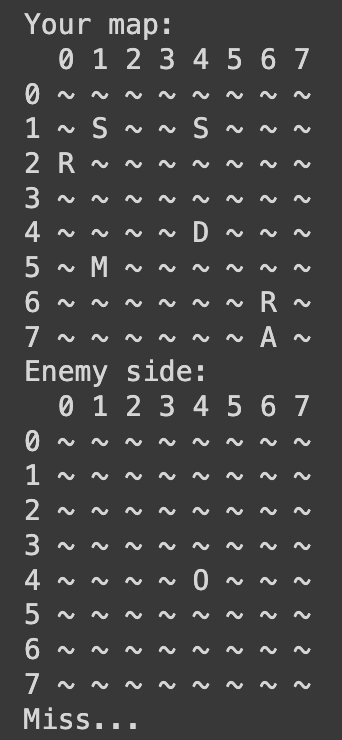 Your map:
  0 1 2 3 4 5 6 7
0 ~ ~ ~ ~ ~ ~ ~ ~
1 ~ S ~ ~ S ~ ~ ~
2 R ~ ~ ~ ~ ~ ~ ~
3 ~ ~ ~ ~ ~ ~ ~ ~
4 ~ ~ ~ ~ D ~ ~ ~
5 ~ M ~ ~ ~ ~ ~ ~
6 ~ ~ ~ ~ ~ ~ R ~
7 ~ ~ ~ ~ ~ ~ A ~
Enemy side:
  0 1 2 3 4 5 6 7
0 ~ ~ ~ ~ ~ ~ ~ ~
1 ~ ~ ~ ~ ~ ~ ~ ~
2 ~ ~ ~ ~ ~ ~ ~ ~
3 ~ ~ ~ ~ ~ ~ ~ ~
4 ~ ~ ~ ~ O ~ ~ ~
5 ~ ~ ~ ~ ~ ~ ~ ~
6 ~ ~ ~ ~ ~ ~ ~ ~
7 ~ ~ ~ ~ ~ ~ ~ ~
Miss...